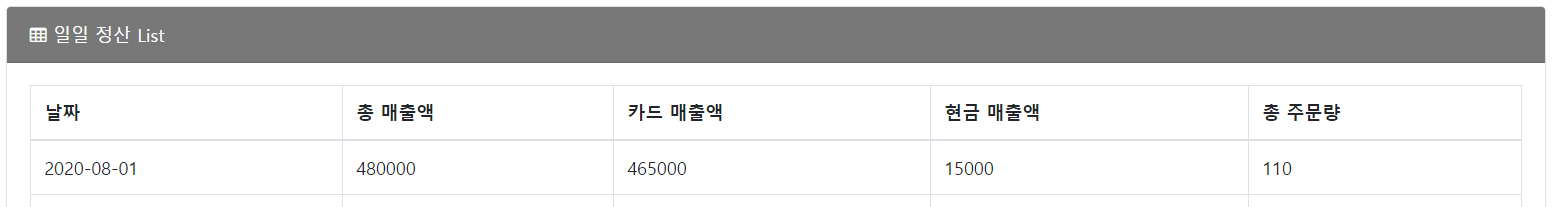 일일 정산 List
날짜 총 매출액 카드 매출액 현금 매출액 총 주문량
2020-08-01 480000 465000 15000 110